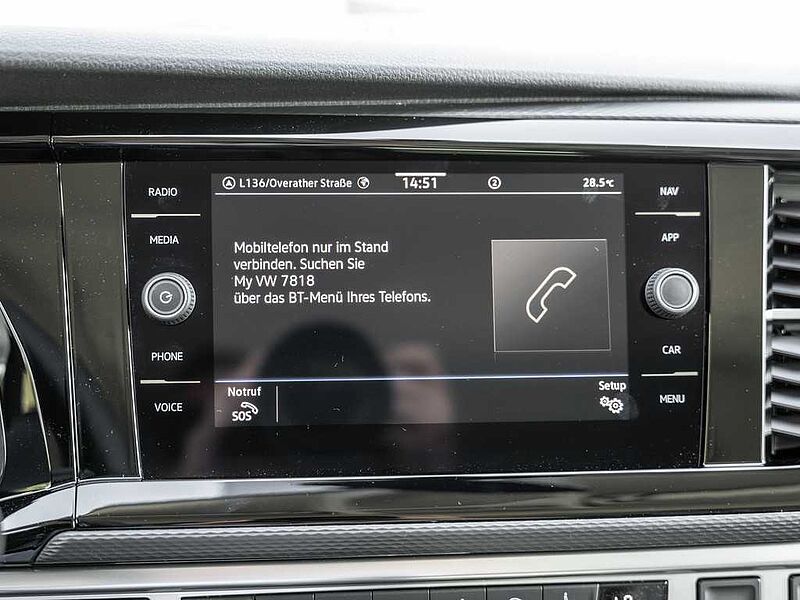 RADIO
MEDIA
PHONE
VOICE
L136/Overather Straße 14:51 2 28.5°C
Mobiltelefon nur im Stand
verbinden. Suchen Sie
My VW 7818
über das BT-Menü Ihres Telefons.
Notruf Setup
SOS
NAV
APP
CAR
MENU